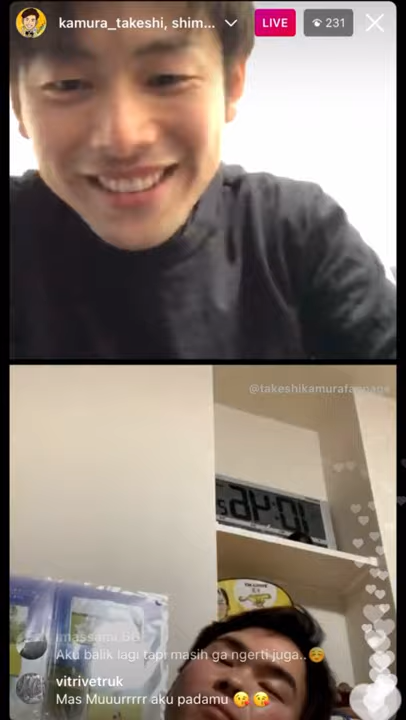 kamura_takeshi, shim...
LIVE
231
@takeshikamurafanpage
Aku balik lagi tapi masih ga ngerti juga..😌
vitrivetruk
Mas Muuurrrrr aku padamu 😘😘